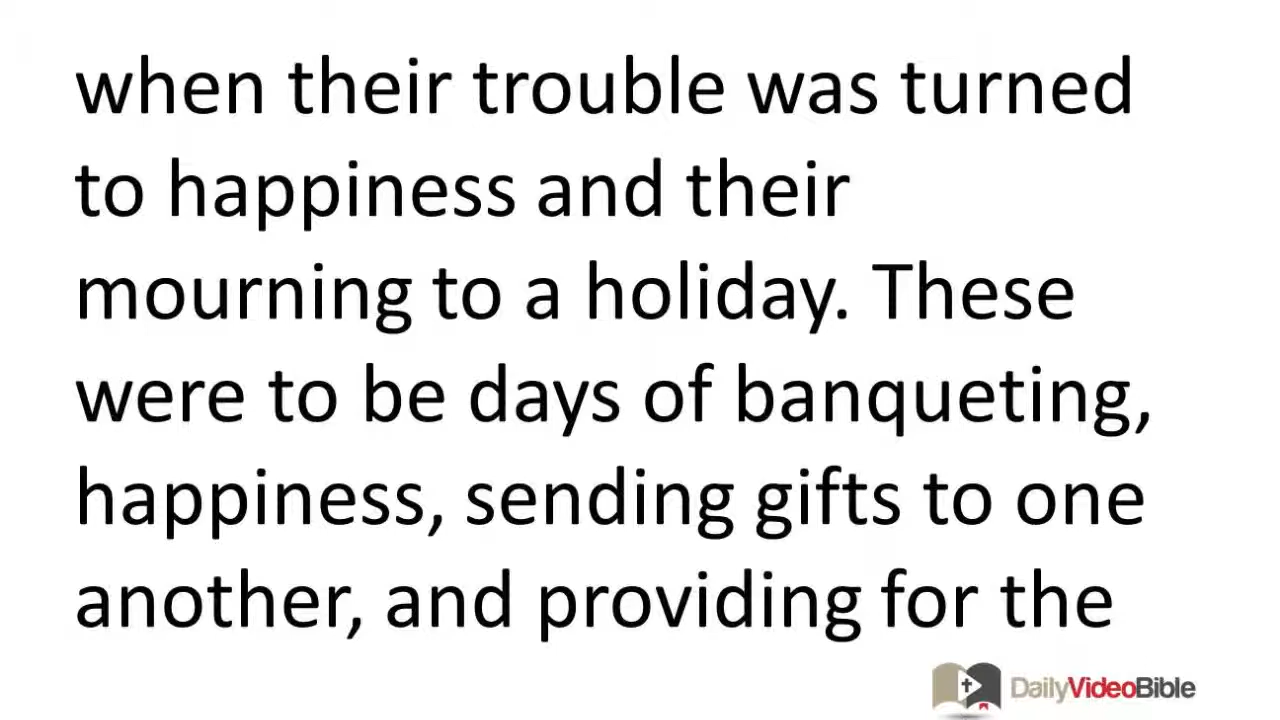 when their trouble was turned
to happiness and their
mourning to a holiday. These
were to be days of banqueting,
happiness, sending gifts to one
another, and providing for the
DailyVideoBible